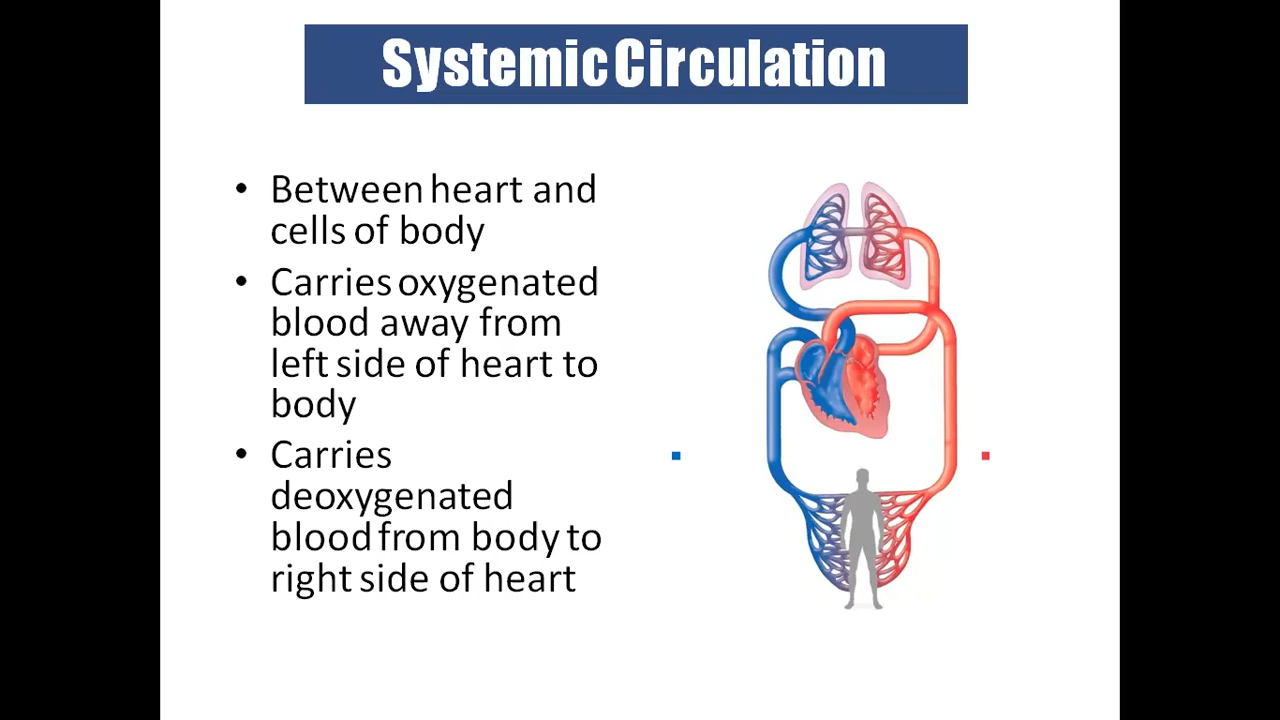 Systemic Circulation
• Between heart and
cells of body
• Carries oxygenated
blood away from
left side of heart to
body
• Carries
deoxygenated
blood from body to
right side of heart